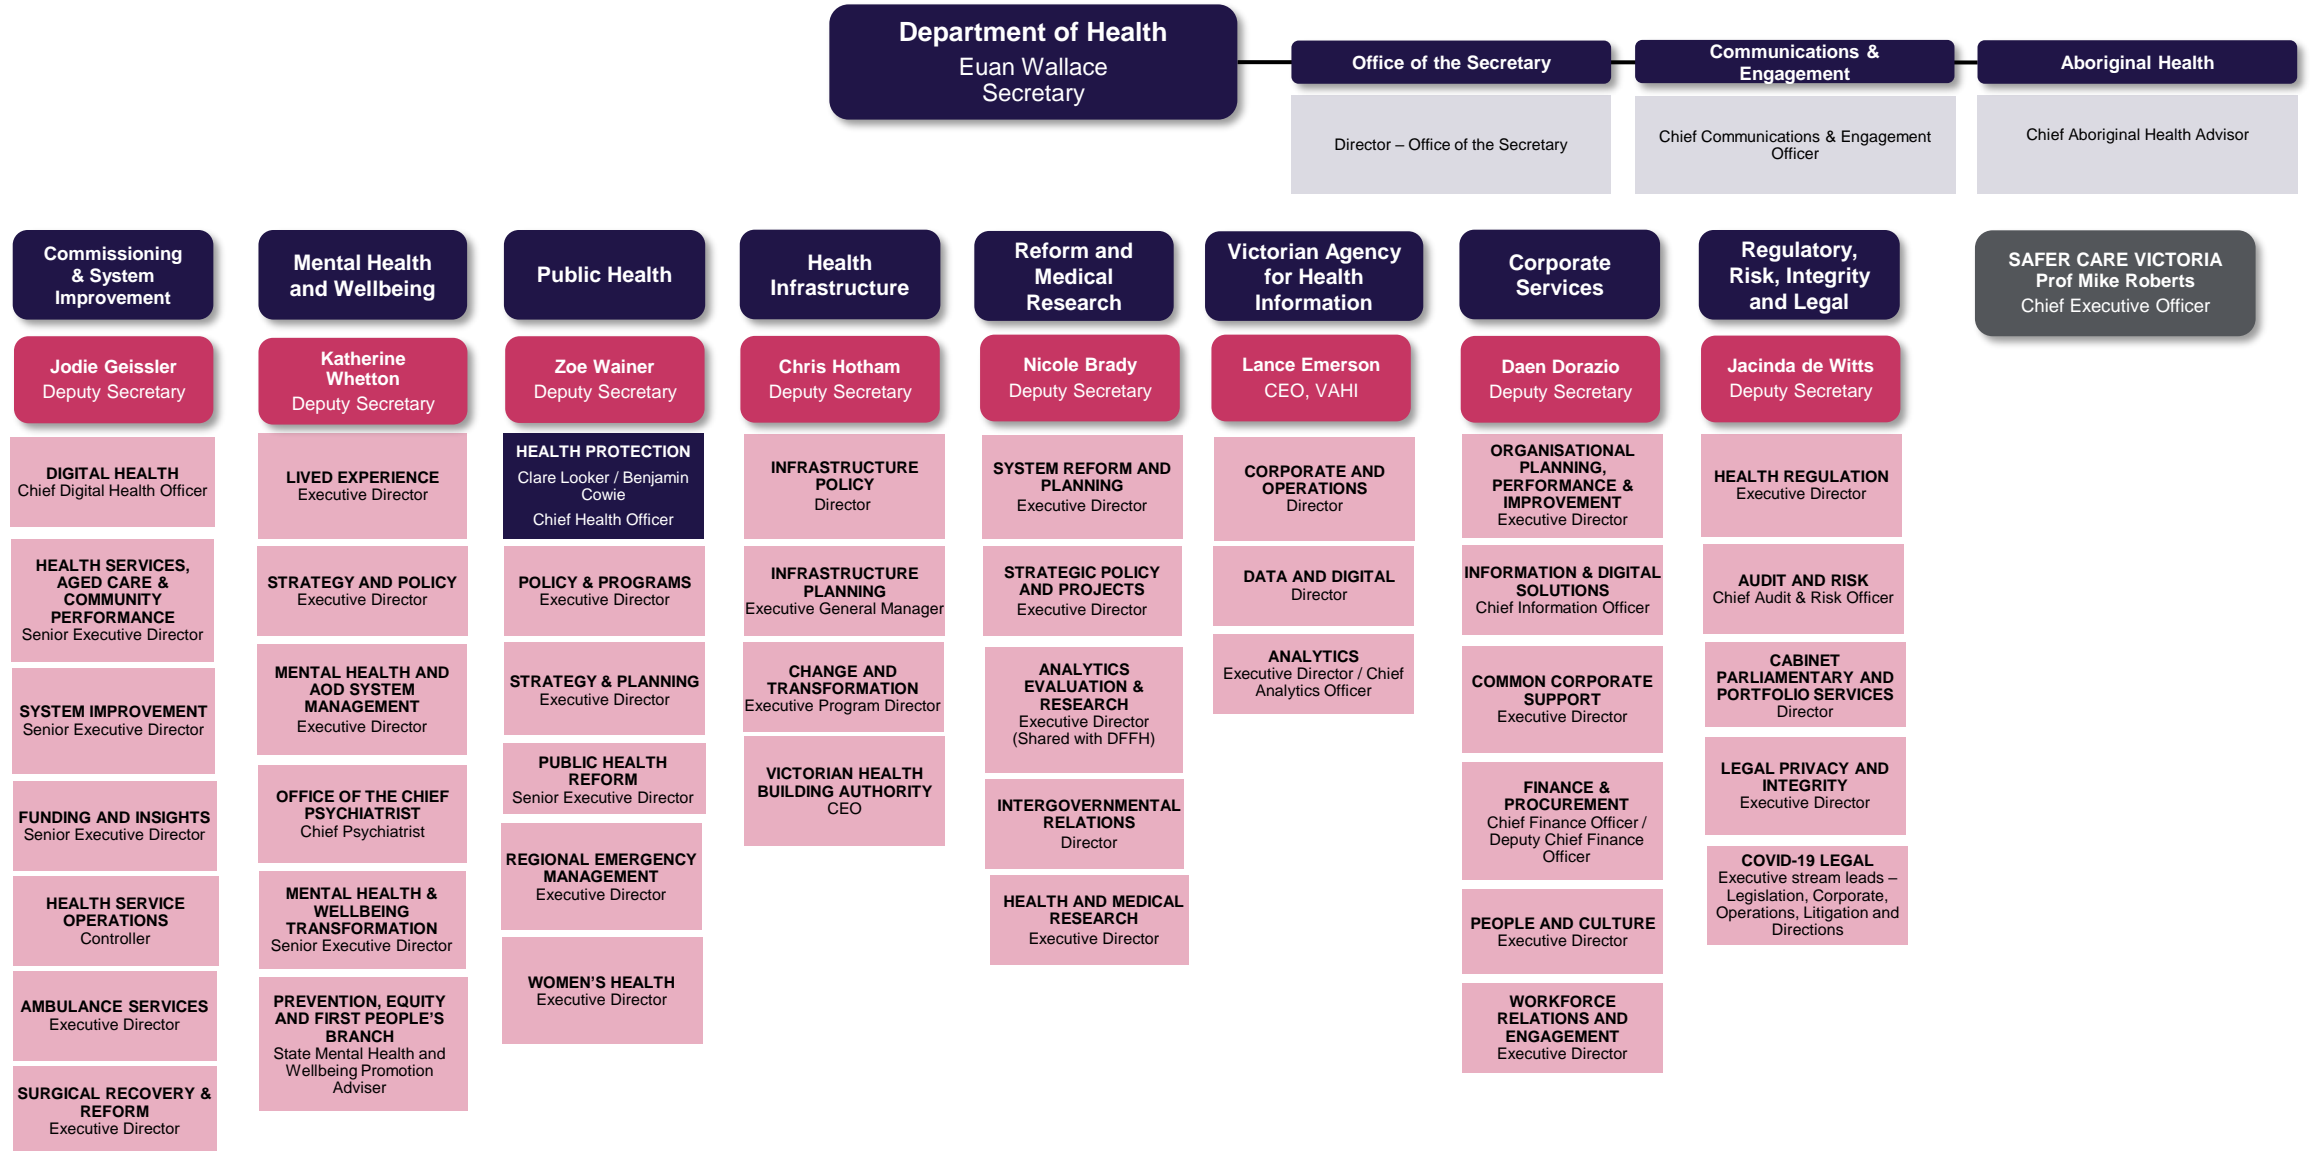 Department of Health
Euan Wallace
Secretary
Office of the Secretary
Director – Office of the Secretary
Communications &
Engagement
Chief Communications & Engagement
Officer
Aboriginal Health
Chief Aboriginal Health Advisor
Commissioning
& System
Improvement
Jodie Geissler
Deputy Secretary
DIGITAL HEALTH
Chief Digital Health Officer
HEALTH SERVICES,
AGED CARE &
COMMUNITY
PERFORMANCE
Senior Executive Director
SYSTEM IMPROVEMENT
Senior Executive Director
FUNDING AND INSIGHTS
Senior Executive Director
HEALTH SERVICE
OPERATIONS
Controller
AMBULANCE SERVICES
Executive Director
SURGICAL RECOVERY &
REFORM
Executive Director
Mental Health
and Wellbeing
Katherine
Whetton
Deputy Secretary
LIVED EXPERIENCE
Executive Director
STRATEGY AND POLICY
Executive Director
MENTAL HEALTH AND
AOD SYSTEM
MANAGEMENT
Executive Director
OFFICE OF THE CHIEF
PSYCHIATRIST
Chief Psychiatrist
MENTAL HEALTH &
WELLBEING
TRANSFORMATION
Senior Executive Director
PREVENTION, EQUITY
AND FIRST PEOPLE’S
BRANCH
State Mental Health and
Wellbeing Promotion
Adviser
Public Health
Zoe Wainer
Deputy Secretary
HEALTH PROTECTION
Clare Looker / Benjamin
Cowie
Chief Health Officer
POLICY & PROGRAMS
Executive Director
STRATEGY & PLANNING
Executive Director
PUBLIC HEALTH
REFORM
Senior Executive Director
REGIONAL EMERGENCY
MANAGEMENT
Executive Director
WOMEN’S HEALTH
Executive Director
Health
Infrastructure
Chris Hotham
Deputy Secretary
INFRASTRUCTURE
POLICY
Director
INFRASTRUCTURE
PLANNING
Executive General Manager
CHANGE AND
TRANSFORMATION
Executive Program Director
VICTORIAN HEALTH
BUILDING AUTHORITY
CEO
Reform and
Medical
Research
Nicole Brady
Deputy Secretary
SYSTEM REFORM AND
PLANNING
Executive Director
STRATEGIC POLICY
AND PROJECTS
Executive Director
ANALYTICS
EVALUATION &
RESEARCH
Executive Director
(Shared with DFFH)
INTERGOVERNMENTAL
RELATIONS
Director
HEALTH AND MEDICAL
RESEARCH
Executive Director
Victorian Agency
for Health
Information
Lance Emerson
CEO, VAHI
CORPORATE AND
OPERATIONS
Director
DATA AND DIGITAL
Director
ANALYTICS
Executive Director / Chief
Analytics Officer
Corporate
Services
Daen Dorazio
Deputy Secretary
ORGANISATIONAL
PLANNING,
PERFORMANCE &
IMPROVEMENT
Executive Director
INFORMATION & DIGITAL
SOLUTIONS
Chief Information Officer
COMMON CORPORATE
SUPPORT
Executive Director
FINANCE &
PROCUREMENT
Chief Finance Officer /
Deputy Chief Finance
Officer
PEOPLE AND CULTURE
Executive Director
WORKFORCE
RELATIONS AND
ENGAGEMENT
Executive Director
Regulatory,
Risk, Integrity
and Legal
Jacinda de Witts
Deputy Secretary
HEALTH REGULATION
Executive Director
AUDIT AND RISK
Chief Audit & Risk Officer
CABINET
PARLIAMENTARY AND
PORTFOLIO SERVICES
Director
LEGAL PRIVACY AND
INTEGRITY
Executive Director
COVID-19 LEGAL
Executive stream leads –
Legislation, Corporate,
Operations, Litigation and
Directions
SAFER CARE VICTORIA
Prof Mike Roberts
Chief Executive Officer